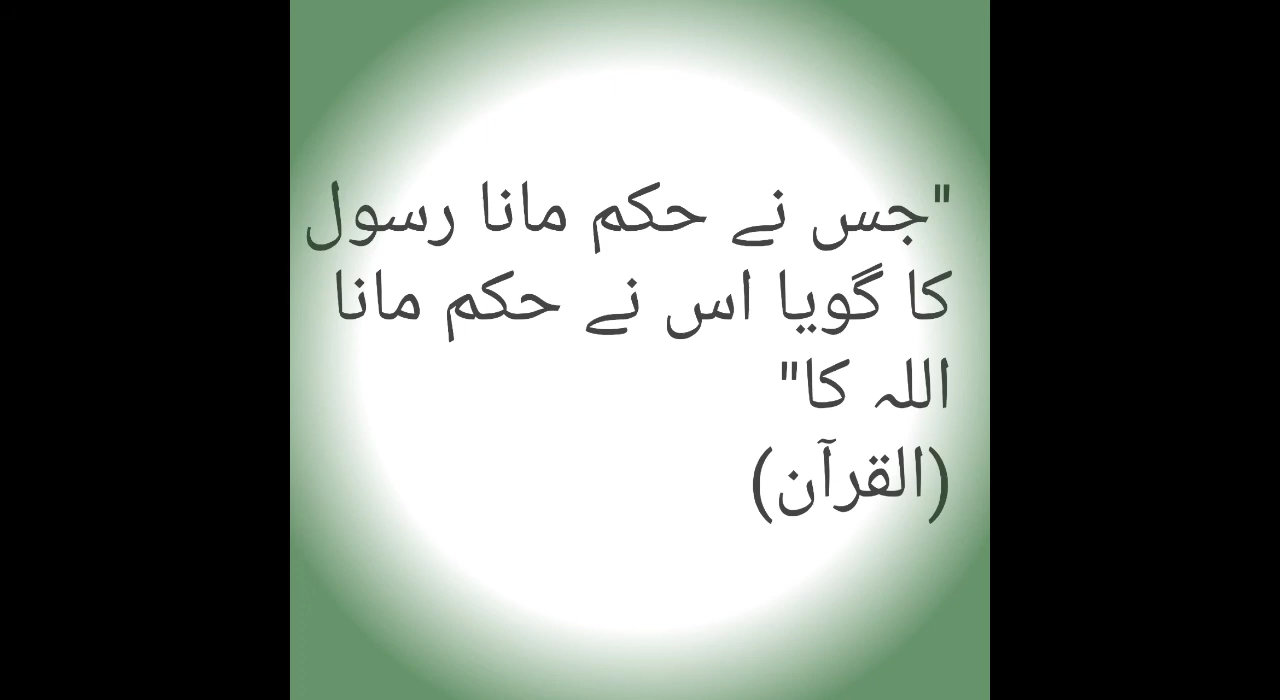 "جس نے حکم مانا رسول
کا گویا اس نے حکم مانا
اللہ کا"
(القرآن)